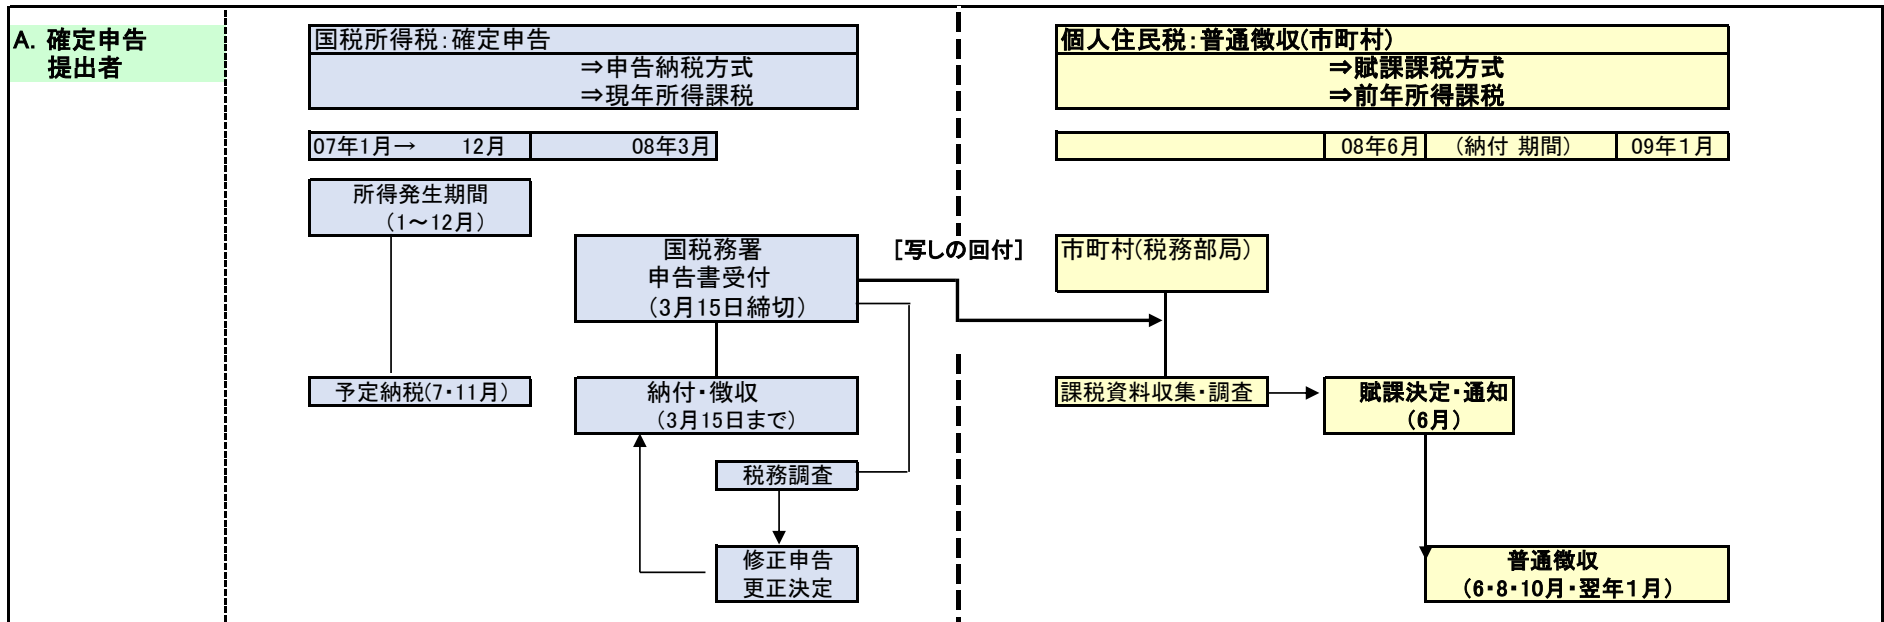 A. 確定申告
提出者
国税所得税:確定申告
⇒申告納税方式
⇒現年所得課税
07年1月→ 12月 08年3月
所得発生期間
(1~12月)
国税務署
申告書受付
(3月15日締切)
予定納税(7・11月)
納付・徴収
(3月15日まで)
税務調査
修正申告
更正決定
[写しの回付]
個人住民税:普通徴収(市町村)
⇒賦課課税方式
⇒前年所得課税
08年6月 (納付 期間) 09年1月
市町村(税務部局)
課税資料収集・調査
賦課決定・通知
(6月)
普通徴収
(6・8・10月・翌年1月)